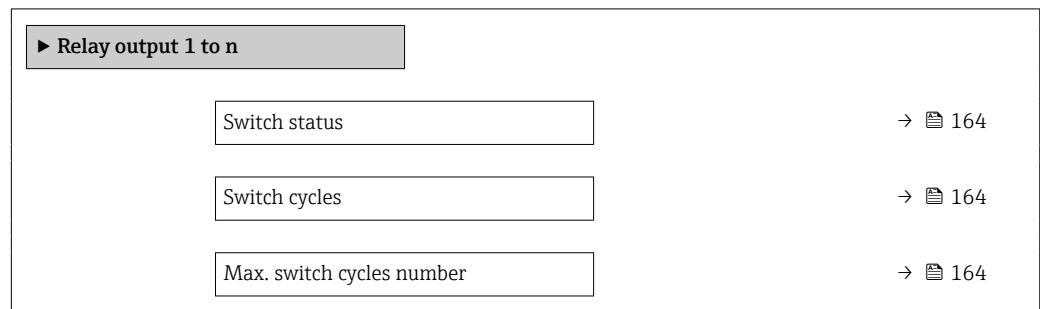 ▶ Relay output 1 to n
Switch status → 164
Switch cycles → 164
Max. switch cycles number → 164